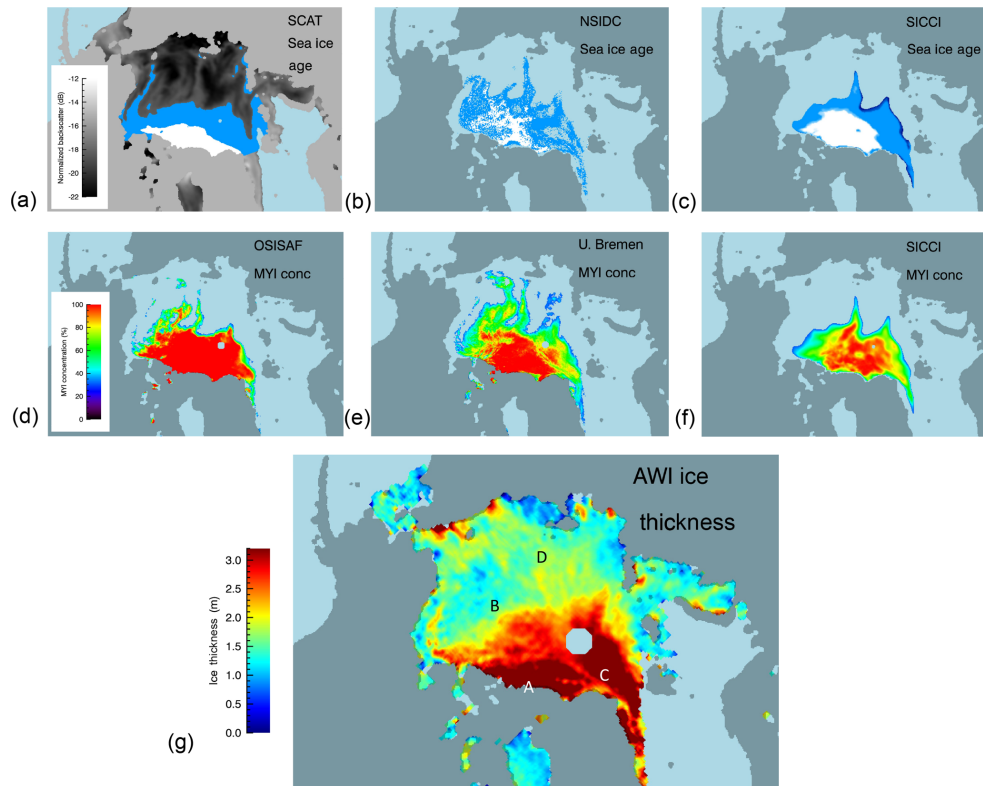 SCAT
Sea ice
age
Normalized backscatter (dB)
-12
-14
-16
-18
-20
-22
(a)
NSIDC
Sea ice age
(b)
SICCI
Sea ice age
(c)
OSISAF
MYI conc
MYI concentration (%)
100
80
60
40
20
0
(d)
U. Bremen
MYI conc
(e)
SICCI
MYI conc
(f)
AWI ice
thickness
Ice thickness (m)
3.0
2.5
2.0
1.5
1.0
0.5
0.0
D
B
C
A
(g)